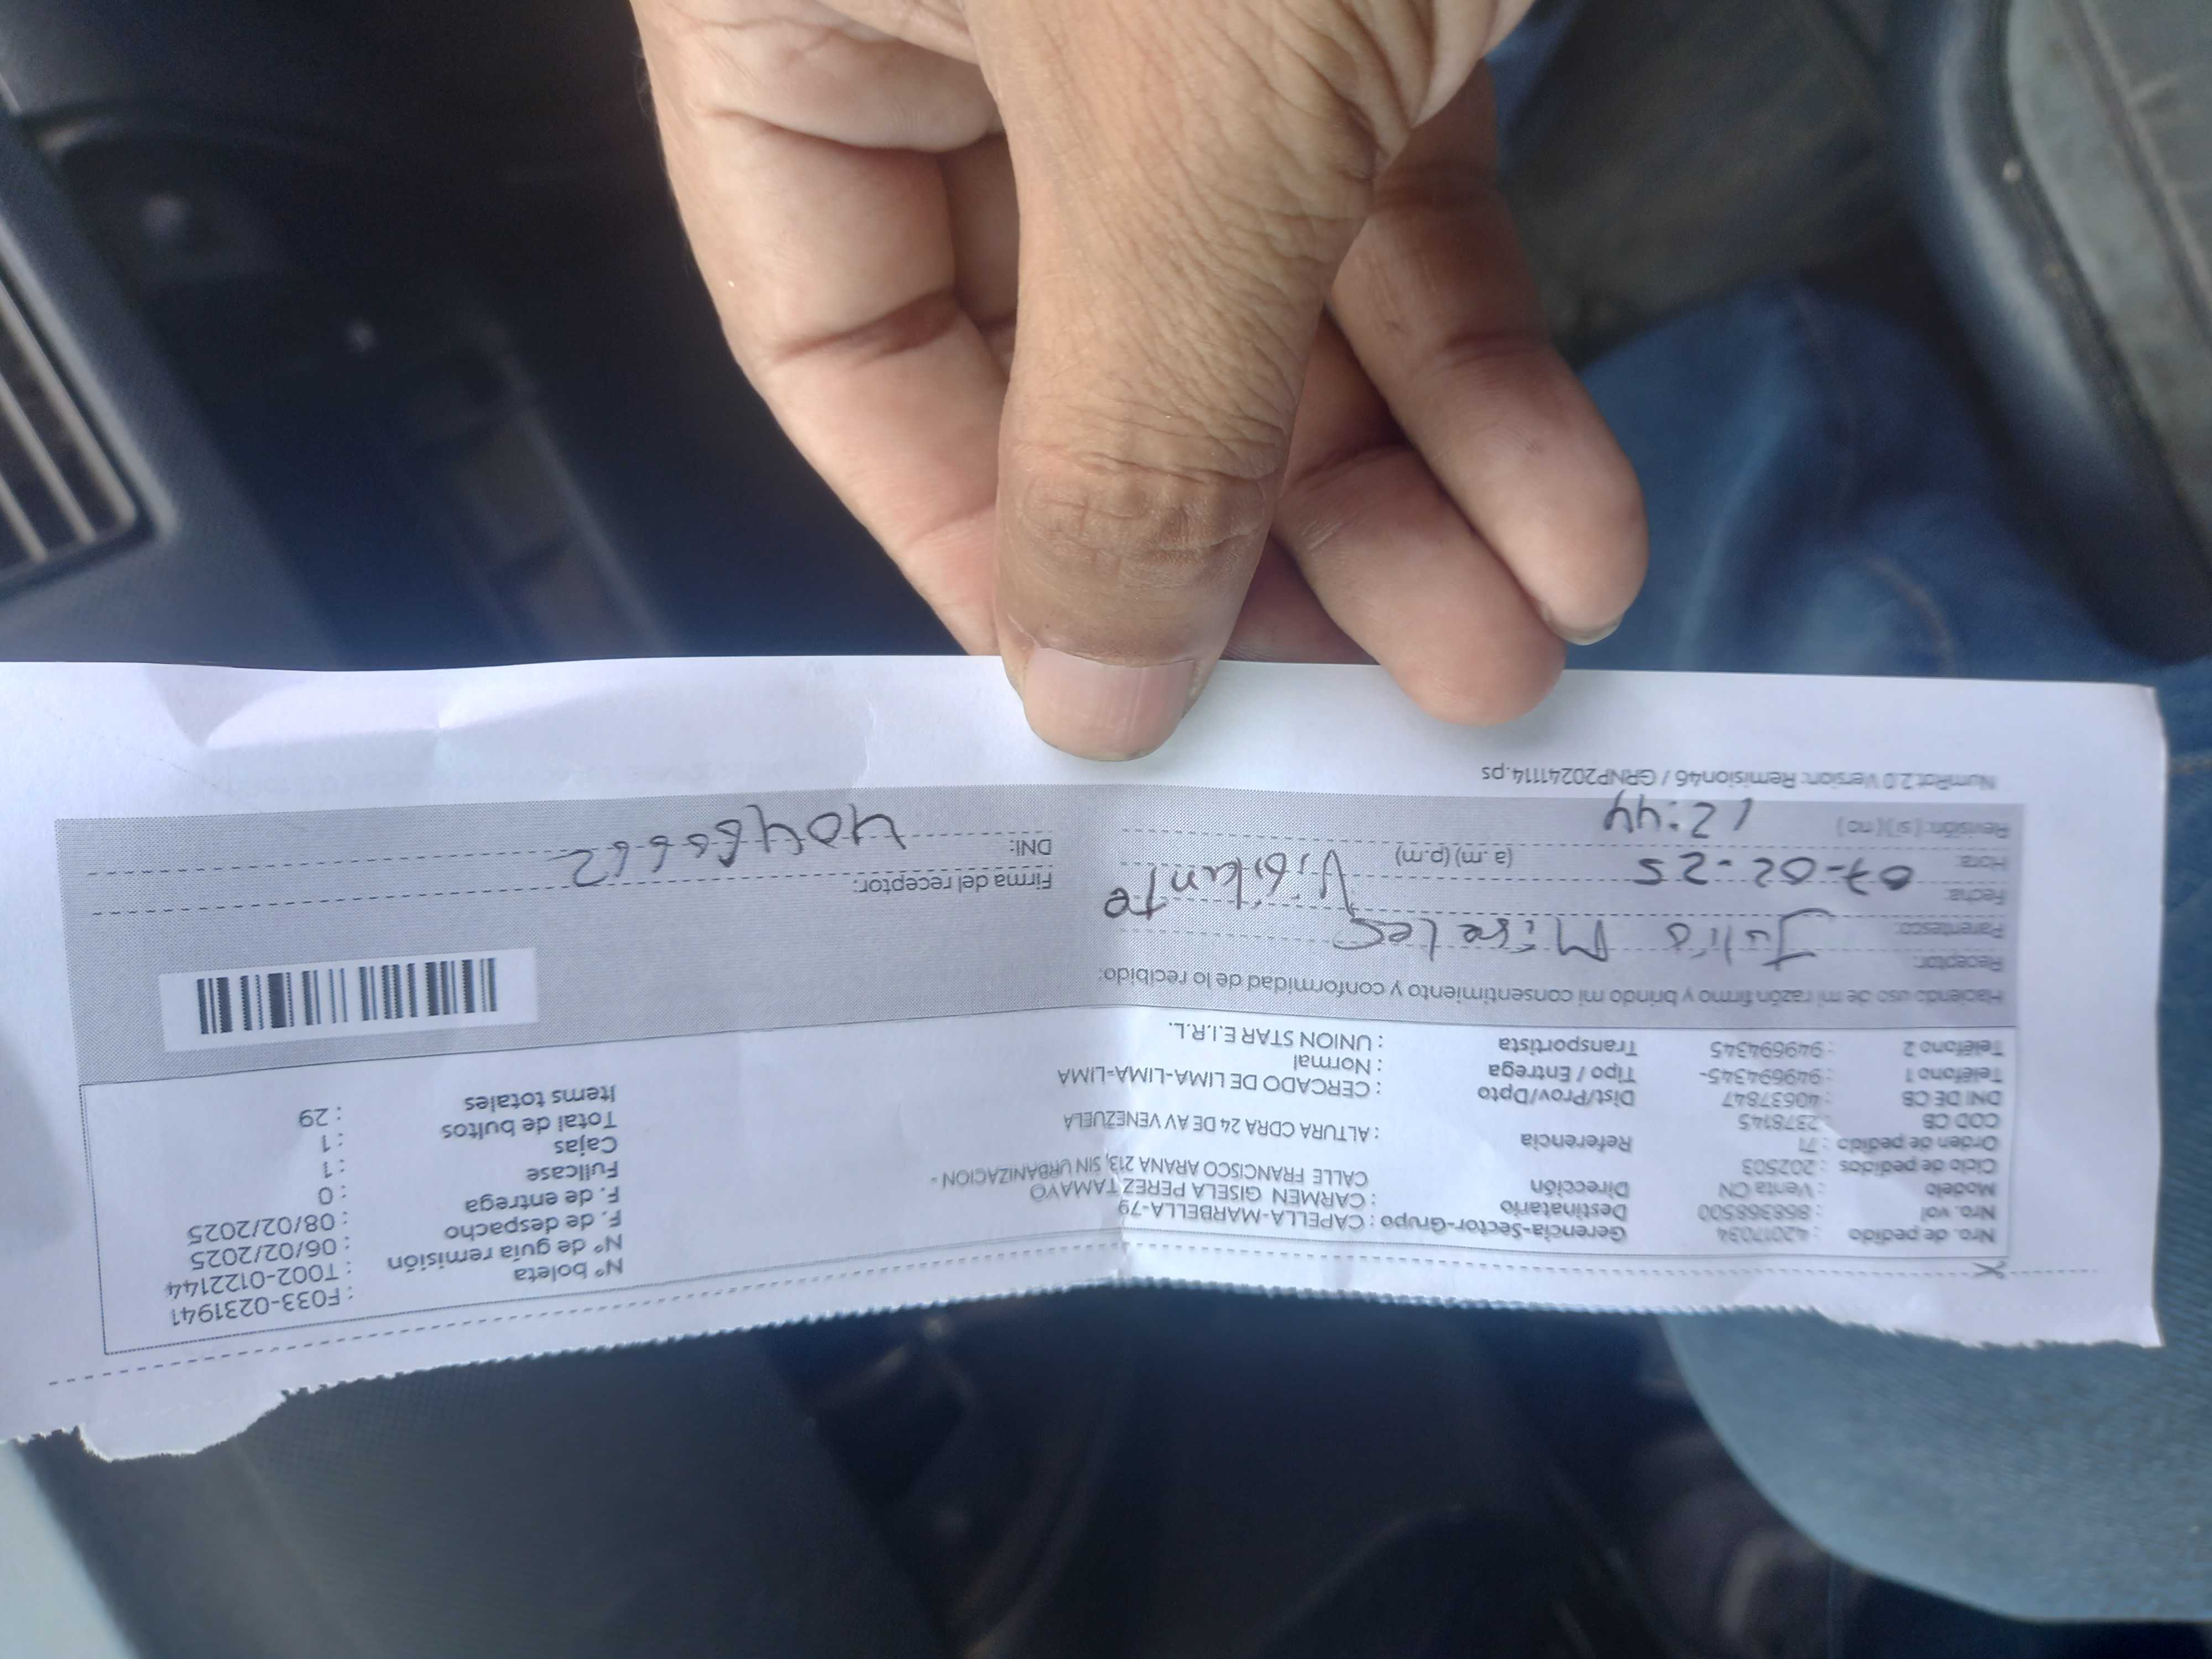 Nro. de pedido : 42017034
Nro. vol : 868368500
Modelo : Venta CN
Ciclo de pedidos : 202503
Orden de pedido : 71
COD CB : 2378145
DNI DE CB : 40637847
Teléfono 1 : 949694345-
Teléfono 2 : 949694345
Gerencia-Sector-Grupo : CAPELLA-MARBELLA-79
Destinatario : CARMEN GISELA PEREZ TAMAYO
Dirección CALLE FRANCISCO ARANA 213, SIN URBANIZACION -
Referencia : ALTURA CDRA 24 DE AV VENEZUELA
Dist/Prov/Dpto : CERCADO DE LIMA-LIMA-LIMA
Tipo / Entrega : Normal
Transportista : UNION STAR E.I.R.L.
N° boleta : F033-0231941
N° de guía remisión : T002-0122144
F. de despacho : 06/02/2025
F. de entrega : 08/02/2025
Fullcase : 0
Cajas : 1
Total de bultos : 1
Items totales : 29
Haciendo uso de mi razón firmo y brindo mi consentimiento y conformidad de lo recibido:
Receptor:
Parentesco: Julio Mireles
Fecha: Vigilante
Hora: 07-02-25 (a.m) (p.m)
Revisión: (si) (no) 12:44
Firma del receptor:
DNI:
NumRot 2.0 Version: Remision46 / GRNP20241114.ps